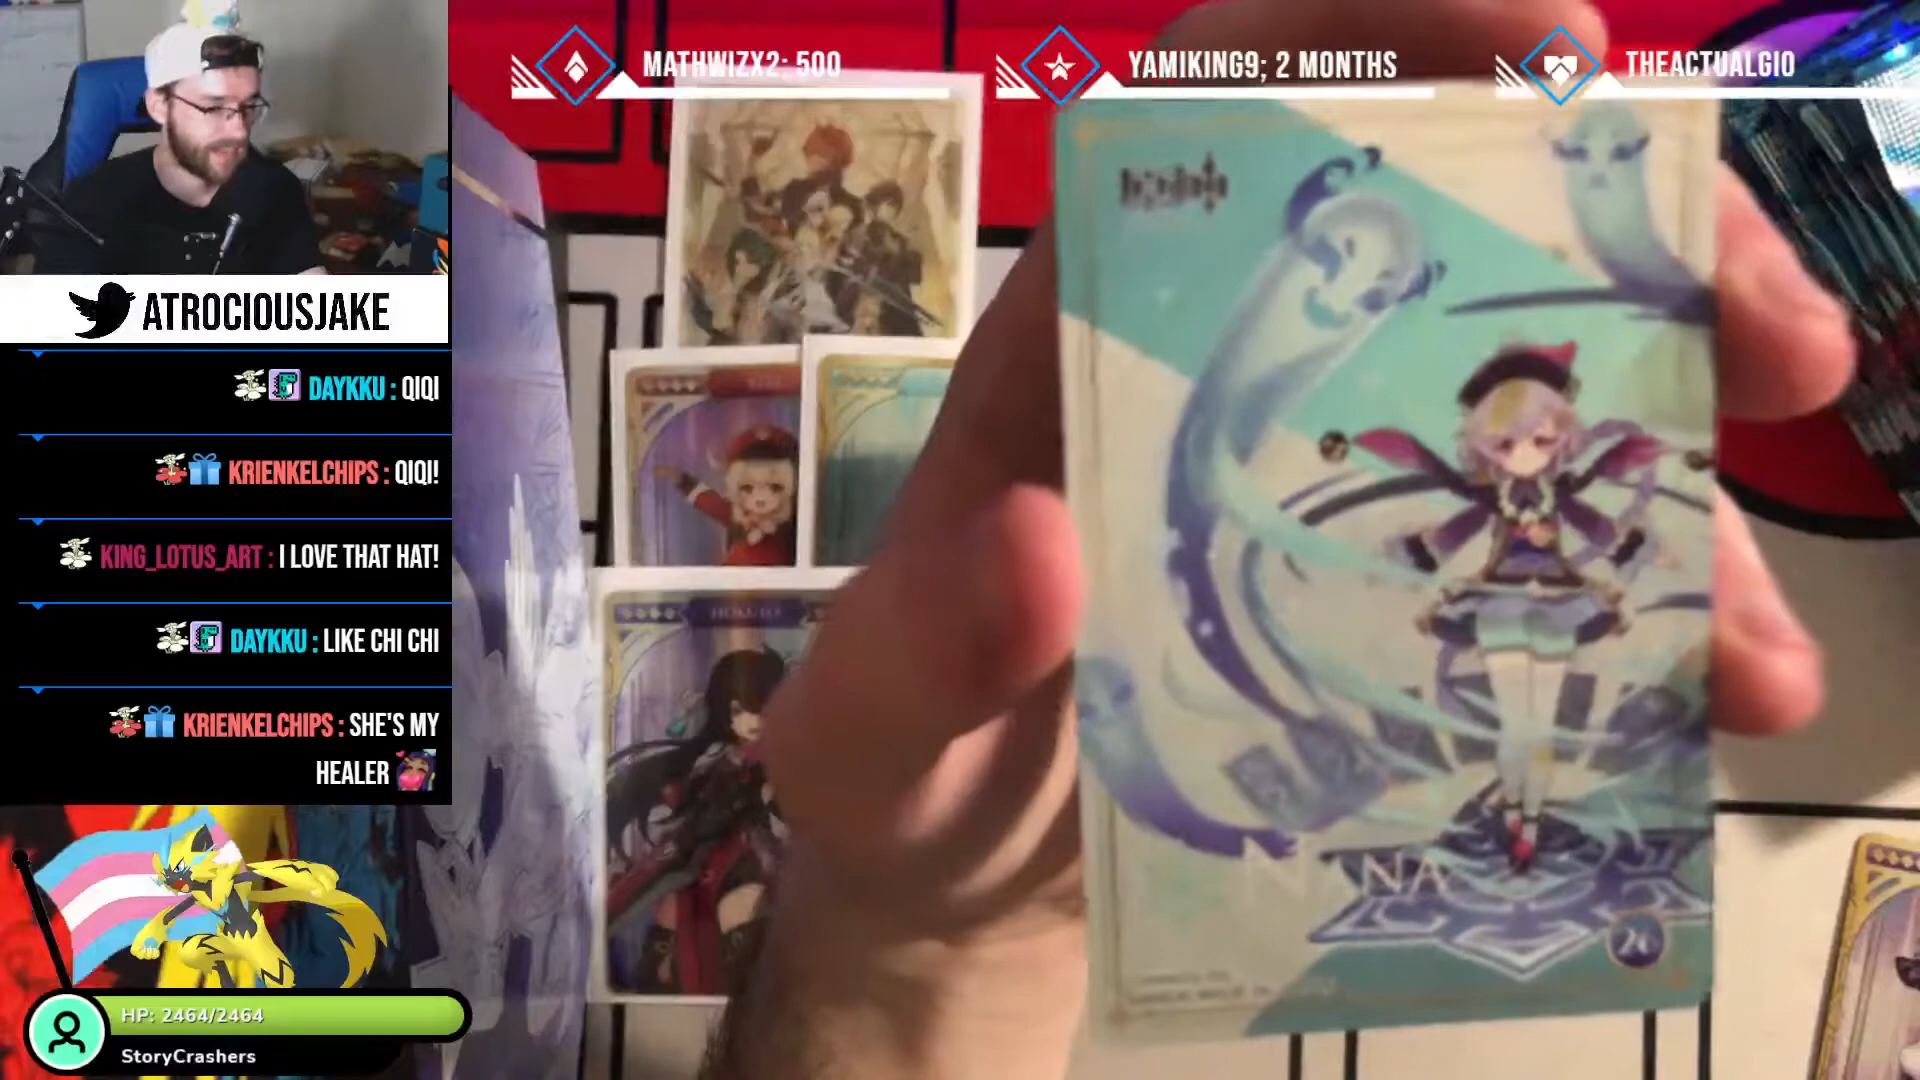 MATHWIZX2: 500
YAMIKING9; 2 MONTHS
THEACTUALGIO
ATROCIOUSJAKE
DAYKKU : QIQI
KRIENKELCHIPS : QIQI!
KING_LOTUS_ART : I LOVE THAT HAT!
DAYKKU : LIKE CHI CHI
KRIENKELCHIPS : SHE'S MY
HEALER
HP: 2464/2464
StoryCrashers
26